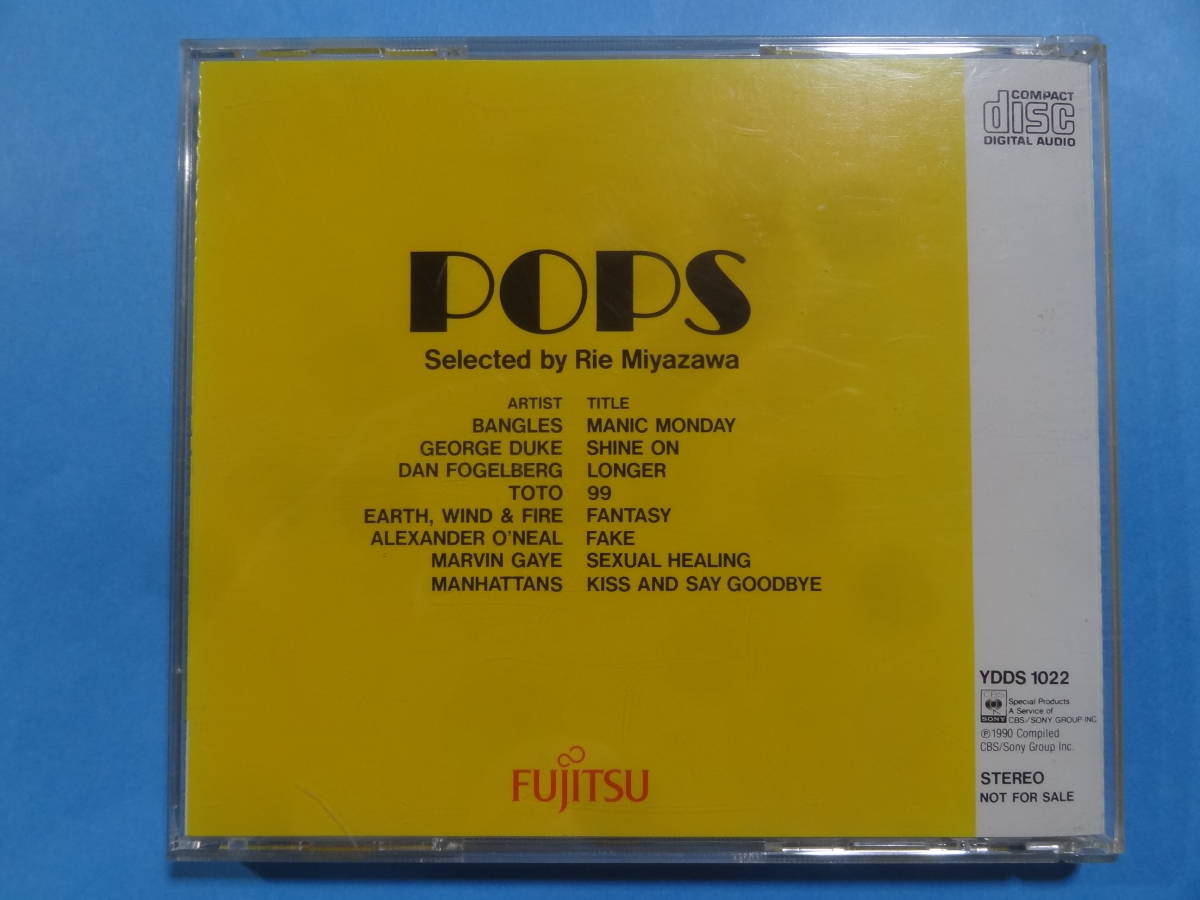 POPS
Selected by Rie Miyazawa
ARTIST TITLE
BANGLES MANIC MONDAY
GEORGE DUKE SHINE ON
DAN FOGELBERG LONGER
TOTO 99
EARTH, WIND & FIRE FANTASY
ALEXANDER O'NEAL FAKE
MARVIN GAYE SEXUAL HEALING
MANHATTANS KISS AND SAY GOODBYE
FUJITSU
COMPACT
disc
DIGITAL AUDIO
YDDS 1022
CBS
SONY
Special Products
A Service of
CBS/SONY GROUP INC.
℗1990 Compiled
CBS/Sony Group Inc.
STEREO
NOT FOR SALE